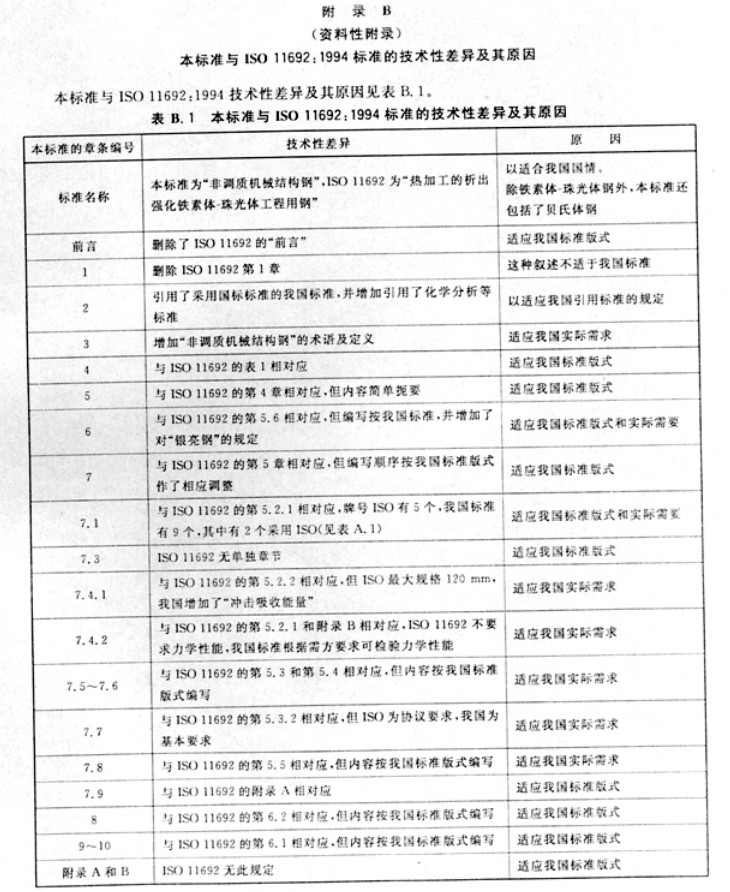 附 录 B
（资料性附录）
本标准与 ISO 11692:1994 标准的技术性差异及其原因
本标准与 ISO 11692:1994 技术性差异及其原因见表 B.1。
表 B.1 本标准与 ISO 11692:1994 标准的技术性差异及其原因
本标准的章条编号 技术性差异 原 因
标准名称 本标准为“非调质机械结构钢”,ISO 11692 为“热加工的析出
强化铁素体-珠光体工程用钢”
以适合我国国情。
除铁素体-珠光体钢外,本标准还
包括了贝氏体钢
前言 删除了 ISO 11692 的“前言” 适应我国标准版式
1 删除 ISO 11692 第 1 章 这种叙述不适于我国标准
2 引用了采用国标标准的我国标准,并增加引用了化学分析等
标准
以适应我国引用标准的规定
3 增加“非调质机械结构钢”的术语及定义 适应我国实际需求
4 与 ISO 11692 的表 1 相对应 适应我国标准版式
5 与 ISO 11692 的第 4 章相对应,但内容简单扼要 适应我国标准版式
6 与 ISO 11692 的第 5.6 相对应,但编写按我国标准,并增加了
对“银亮钢”的规定
适应我国标准版式和实际需要
7 与 ISO 11692 的第 5 章相对应,但编写顺序按我国标准版式
作了相应调整
适应我国标准版式
7.1 与 ISO 11692 的第 5.2.1 相对应,牌号 ISO 有 5 个,我国标准
有 9 个,其中有 2 个采用 ISO(见表 A.1)
适应我国标准版式和实际需要
7.3 ISO 11692 无单独章节 适应我国标准版式
7.4.1 与 ISO 11692 的第 5.2.2 相对应,但 ISO 最大规格 120 mm,
我国增加了“冲击吸收能量”
适应我国实际需求
7.4.2 与 ISO 11692 的第 5.2.1 和附录 B 相对应,ISO 11692 不要
求力学性能,我国标准根据需方要求可检验力学性能
适应我国实际需求
7.5～7.6 与 ISO 11692 的第 5.3 和第 5.4 相对应,但内容按我国标准
版式编写
适应我国实际需求
7.7 与 ISO 11692 的第 5.3.2 相对应,但 ISO 为协议要求,我国为
基本要求
适应我国实际需求
7.8 与 ISO 11692 的第 5.5 相对应,但内容按我国标准版式编写 适应我国实际需求
7.9 与 ISO 11692 的附录 A 相对应 适应我国标准版式
8 与 ISO 11692 的第 6.2 相对应,但内容按我国标准版式编写 适应我国标准版式
9～10 与 ISO 11692 的第 6.1 相对应,但内容按我国标准版式编写 适应我国标准版式
附录 A 和 B ISO 11692 无此规定 适应我国标准版式